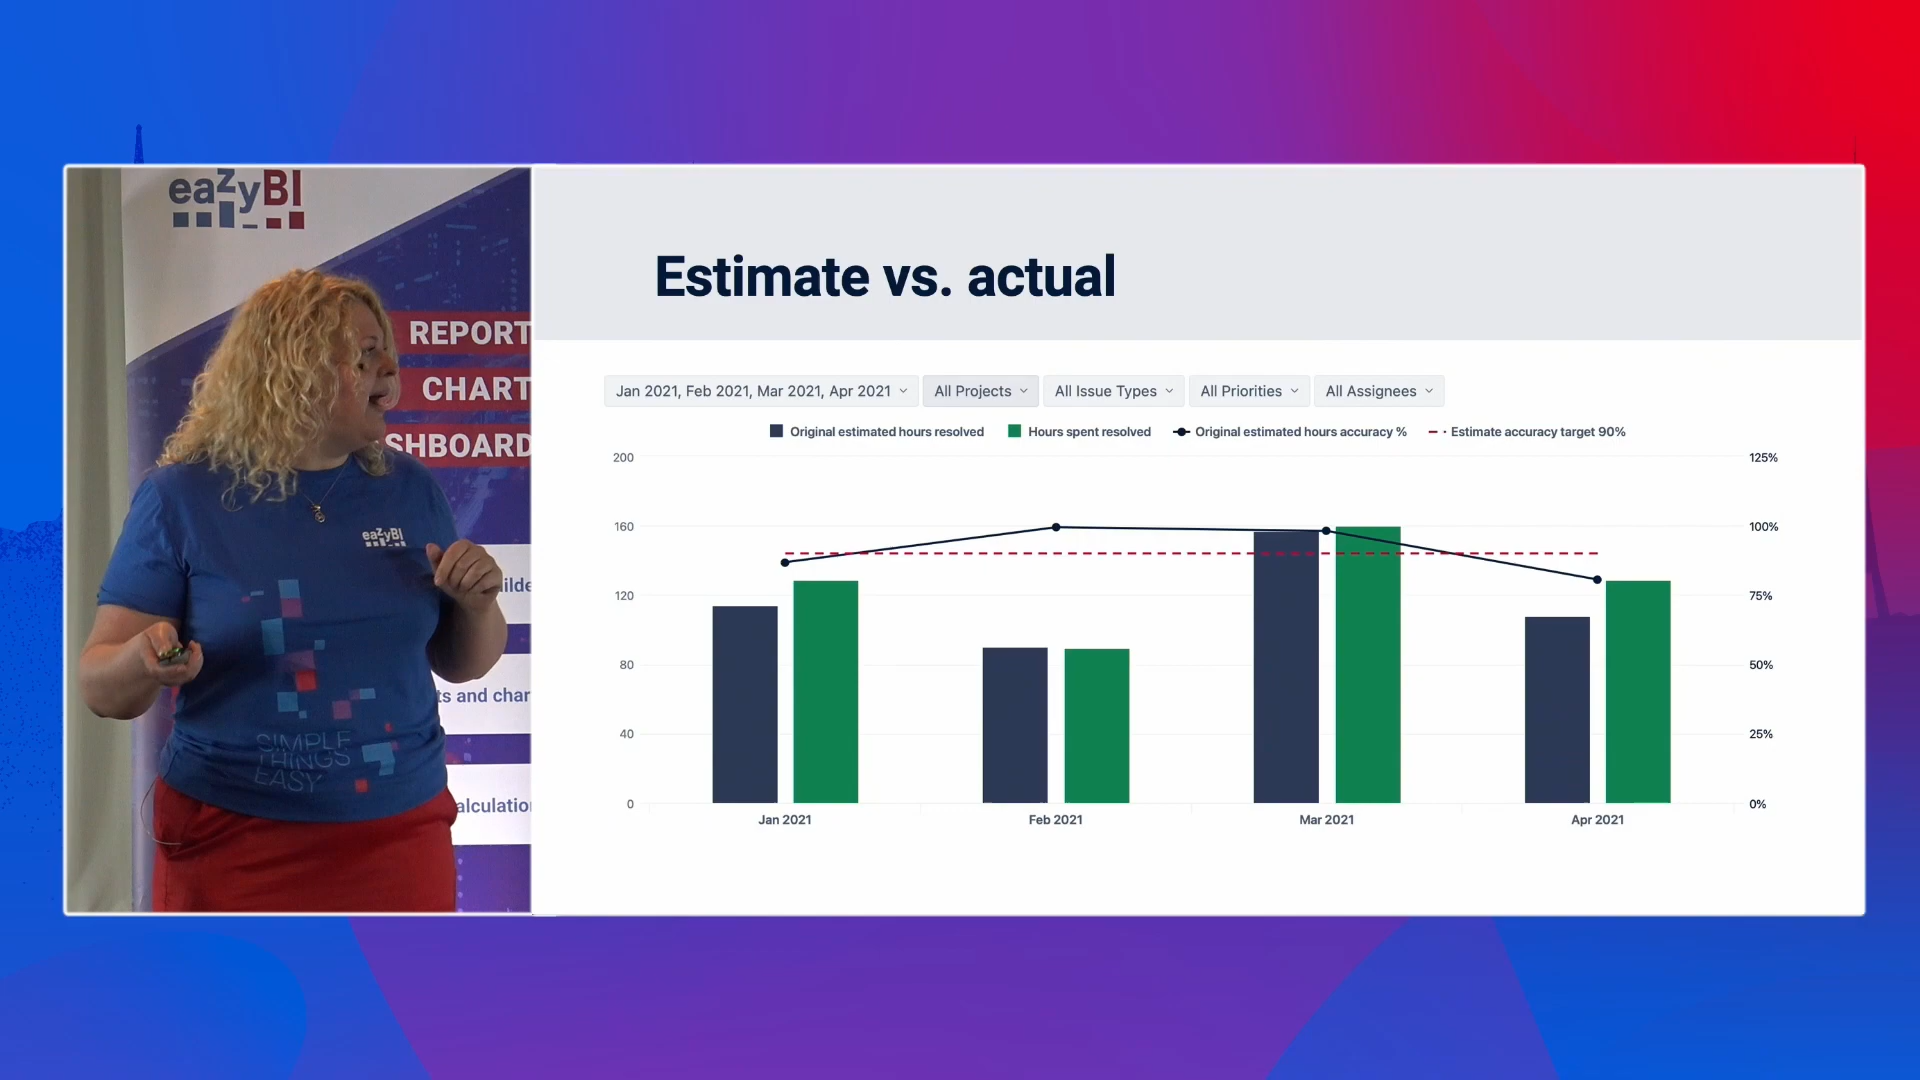 eazyBI
REPORT
CHART
SHBOARD
eazyBI
ilde
ts and char
SIMPLE
THINGS
EASY
alculatio
Estimate vs. actual
Jan 2021, Feb 2021, Mar 2021, Apr 2021 All Projects All Issue Types All Priorities All Assignees
Original estimated hours resolved Hours spent resolved Original estimated hours accuracy % Estimate accuracy target 90%
200 125%
160 100%
120 75%
80 50%
40 25%
0 0%
Jan 2021 Feb 2021 Mar 2021 Apr 2021